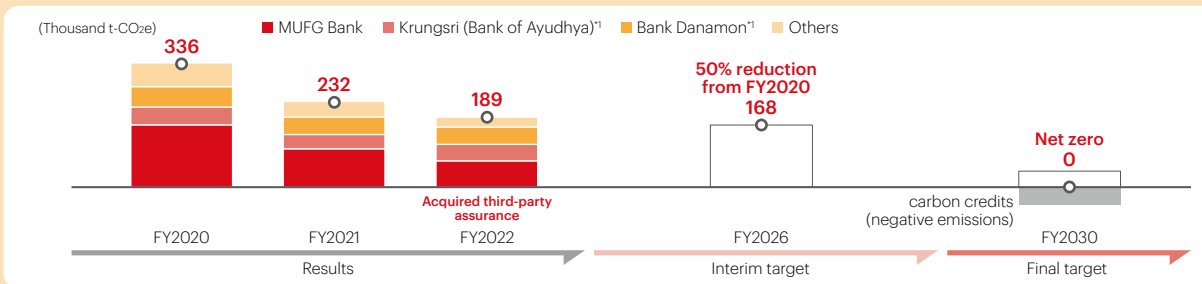 (Thousand t-CO2e)
MUFG Bank
Krungsri (Bank of Ayudhya)*1
Bank Danamon*1
Others
336
232
189
50% reduction
from FY2020
168
Net zero
0
Acquired third-party
assurance
carbon credits
(negative emissions)
FY2020
FY2021
FY2022
FY2026
FY2030
Results
Interim target
Final target